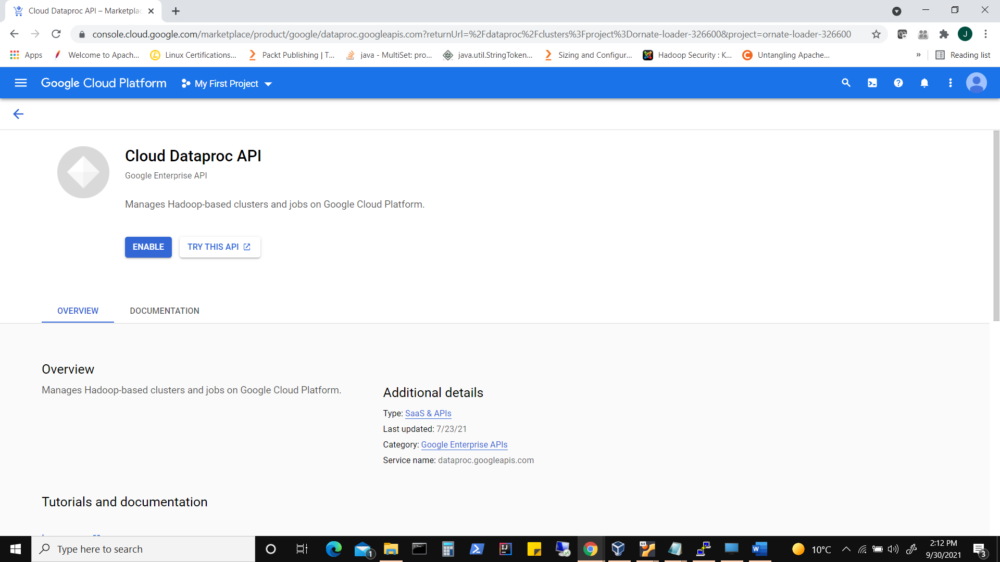 Cloud Dataproc API – Marketplac
console.cloud.google.com/marketplace/product/google/dataproc.googleapis.com?returnUrl=%2Fdataproc%2Fclusters%3Fproject%3Dornate-loader-326600&project=ornate-loader-326600
J
Apps
Welcome to Apach...
Linux Certifications...
Packt Publishing | T...
java - MultiSet: pro...
java.util.StringToken...
Sizing and Configur...
Hadoop Security : K...
Untangling Apache...
»
Reading list
Google Cloud Platform
My First Project
Cloud Dataproc API
Google Enterprise API
Manages Hadoop-based clusters and jobs on Google Cloud Platform.
ENABLE
TRY THIS API
OVERVIEW
DOCUMENTATION
Overview
Manages Hadoop-based clusters and jobs on Google Cloud Platform.
Additional details
Type: SaaS & APIs
Last updated: 7/23/21
Category: Google Enterprise APIs
Service name: dataproc.googleapis.com
Tutorials and documentation
Type here to search
1
IJ
64
W
10°C
2:12 PM
9/30/2021
3